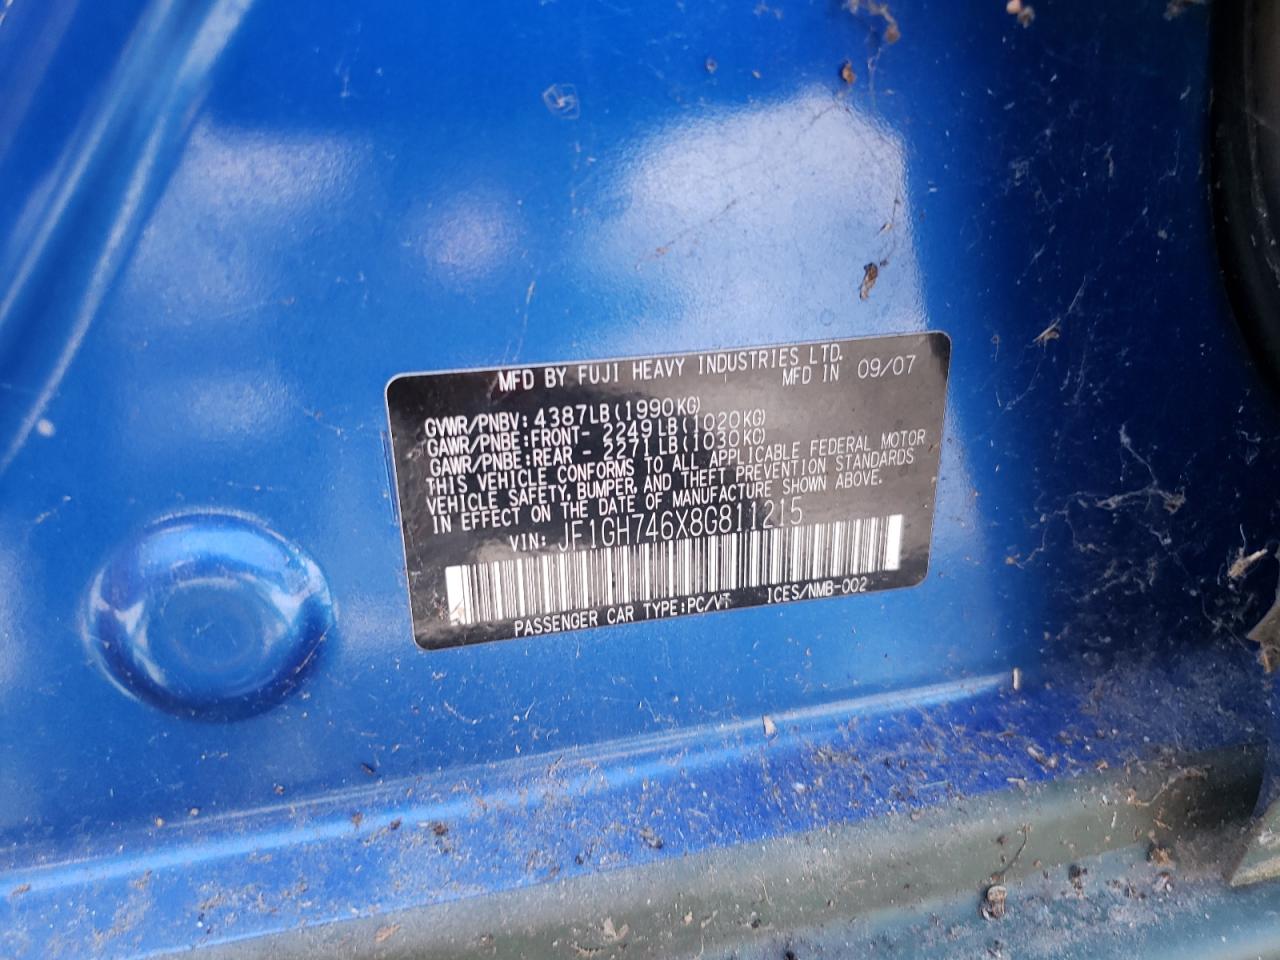 MFD BY FUJI HEAVY INDUSTRIES LTD.
MFD IN 09/07
GVWR/PNBV: 4387LB(1990KG)
GAWR/PNBE:FRONT- 2249LB(1020KG)
GAWR/PNBE:REAR - 2271LB(1030KG)
THIS VEHICLE CONFORMS TO ALL APPLICABLE FEDERAL MOTOR
VEHICLE SAFETY, BUMPER, AND THEFT PREVENTION STANDARDS
IN EFFECT ON THE DATE OF MANUFACTURE SHOWN ABOVE.
VIN: JF1GH746X8G811215
PASSENGER CAR TYPE:PC/VT ICES/NMB-002